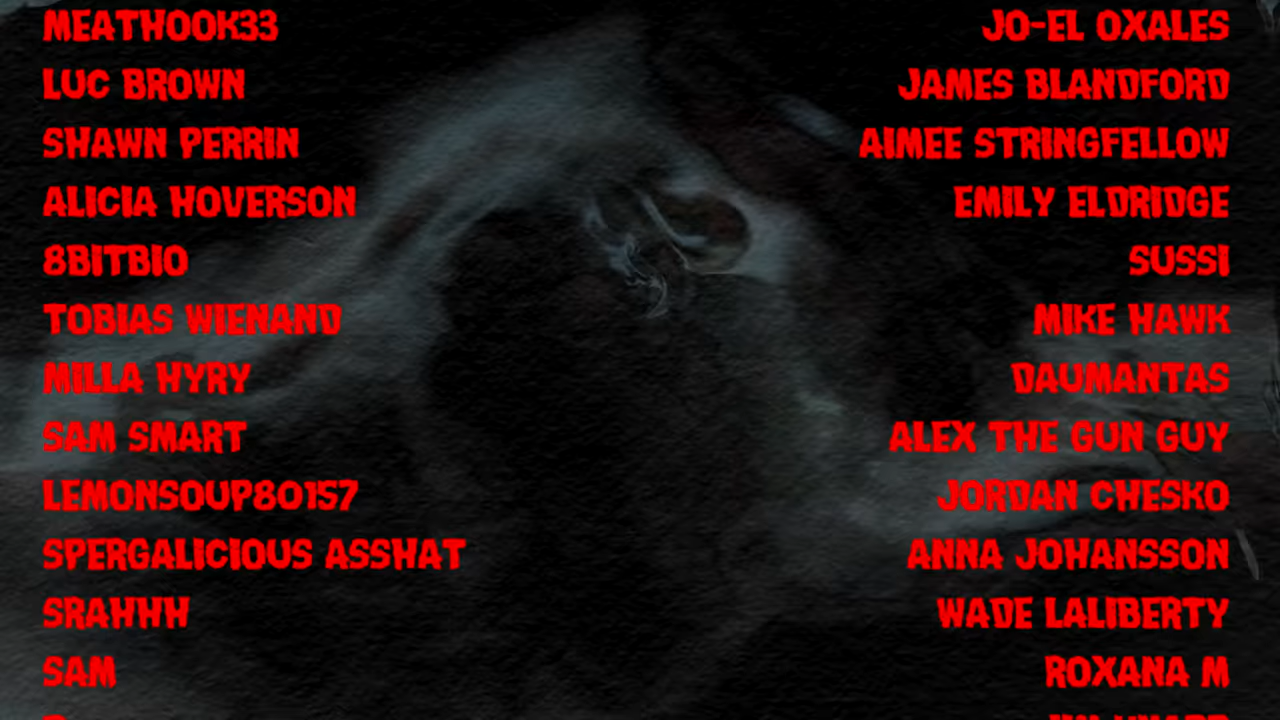 MEATHOOK33
LUC BROWN
SHAWN PERRIN
ALICIA HOVERSON
8BITBIO
TOBIAS WIENAND
MILLA HYRY
SAM SMART
LEMONSOUP80157
SPERGALICIOUS ASSHAT
SRAHHH
SAM
JO-EL OXALES
JAMES BLANDFORD
AIMEE STRINGFELLOW
EMILY ELDRIDGE
SUSSI
MIKE HAWK
DAUMANTAS
ALEX THE GUN GUY
JORDAN CHESKO
ANNA JOHANSSON
WADE LALIBERTY
ROXANA M